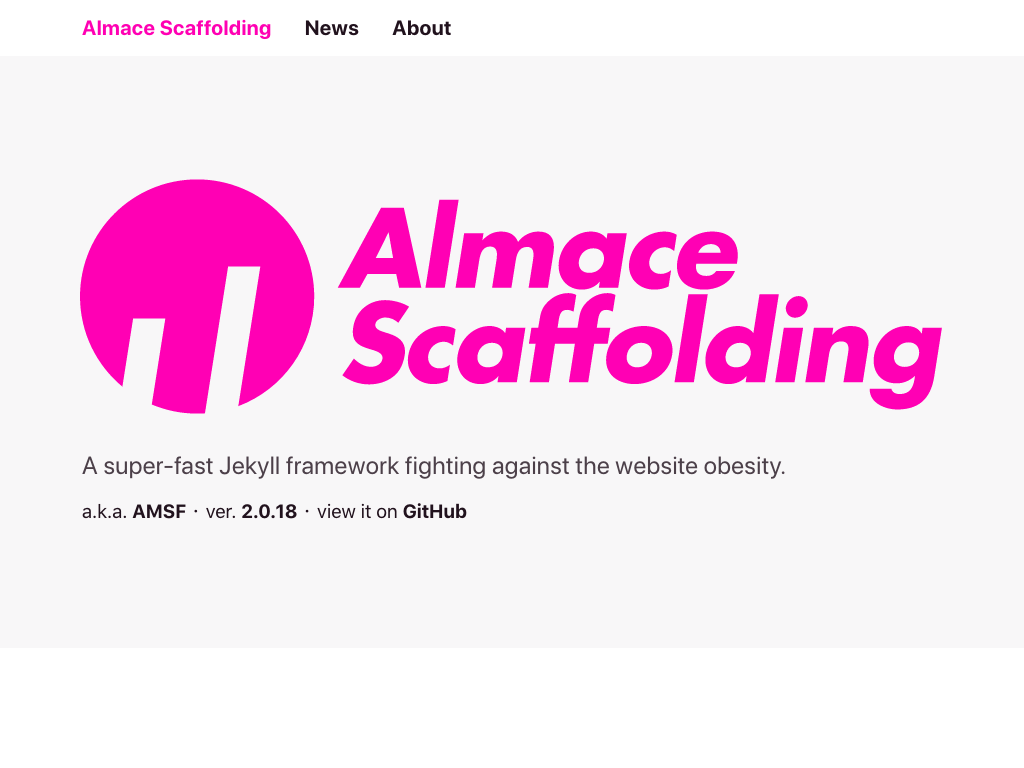 Almace Scaffolding News About
Almace
Scaffolding
A super-fast Jekyll framework fighting against the website obesity.
a.k.a. AMSF · ver. 2.0.18 · view it on GitHub